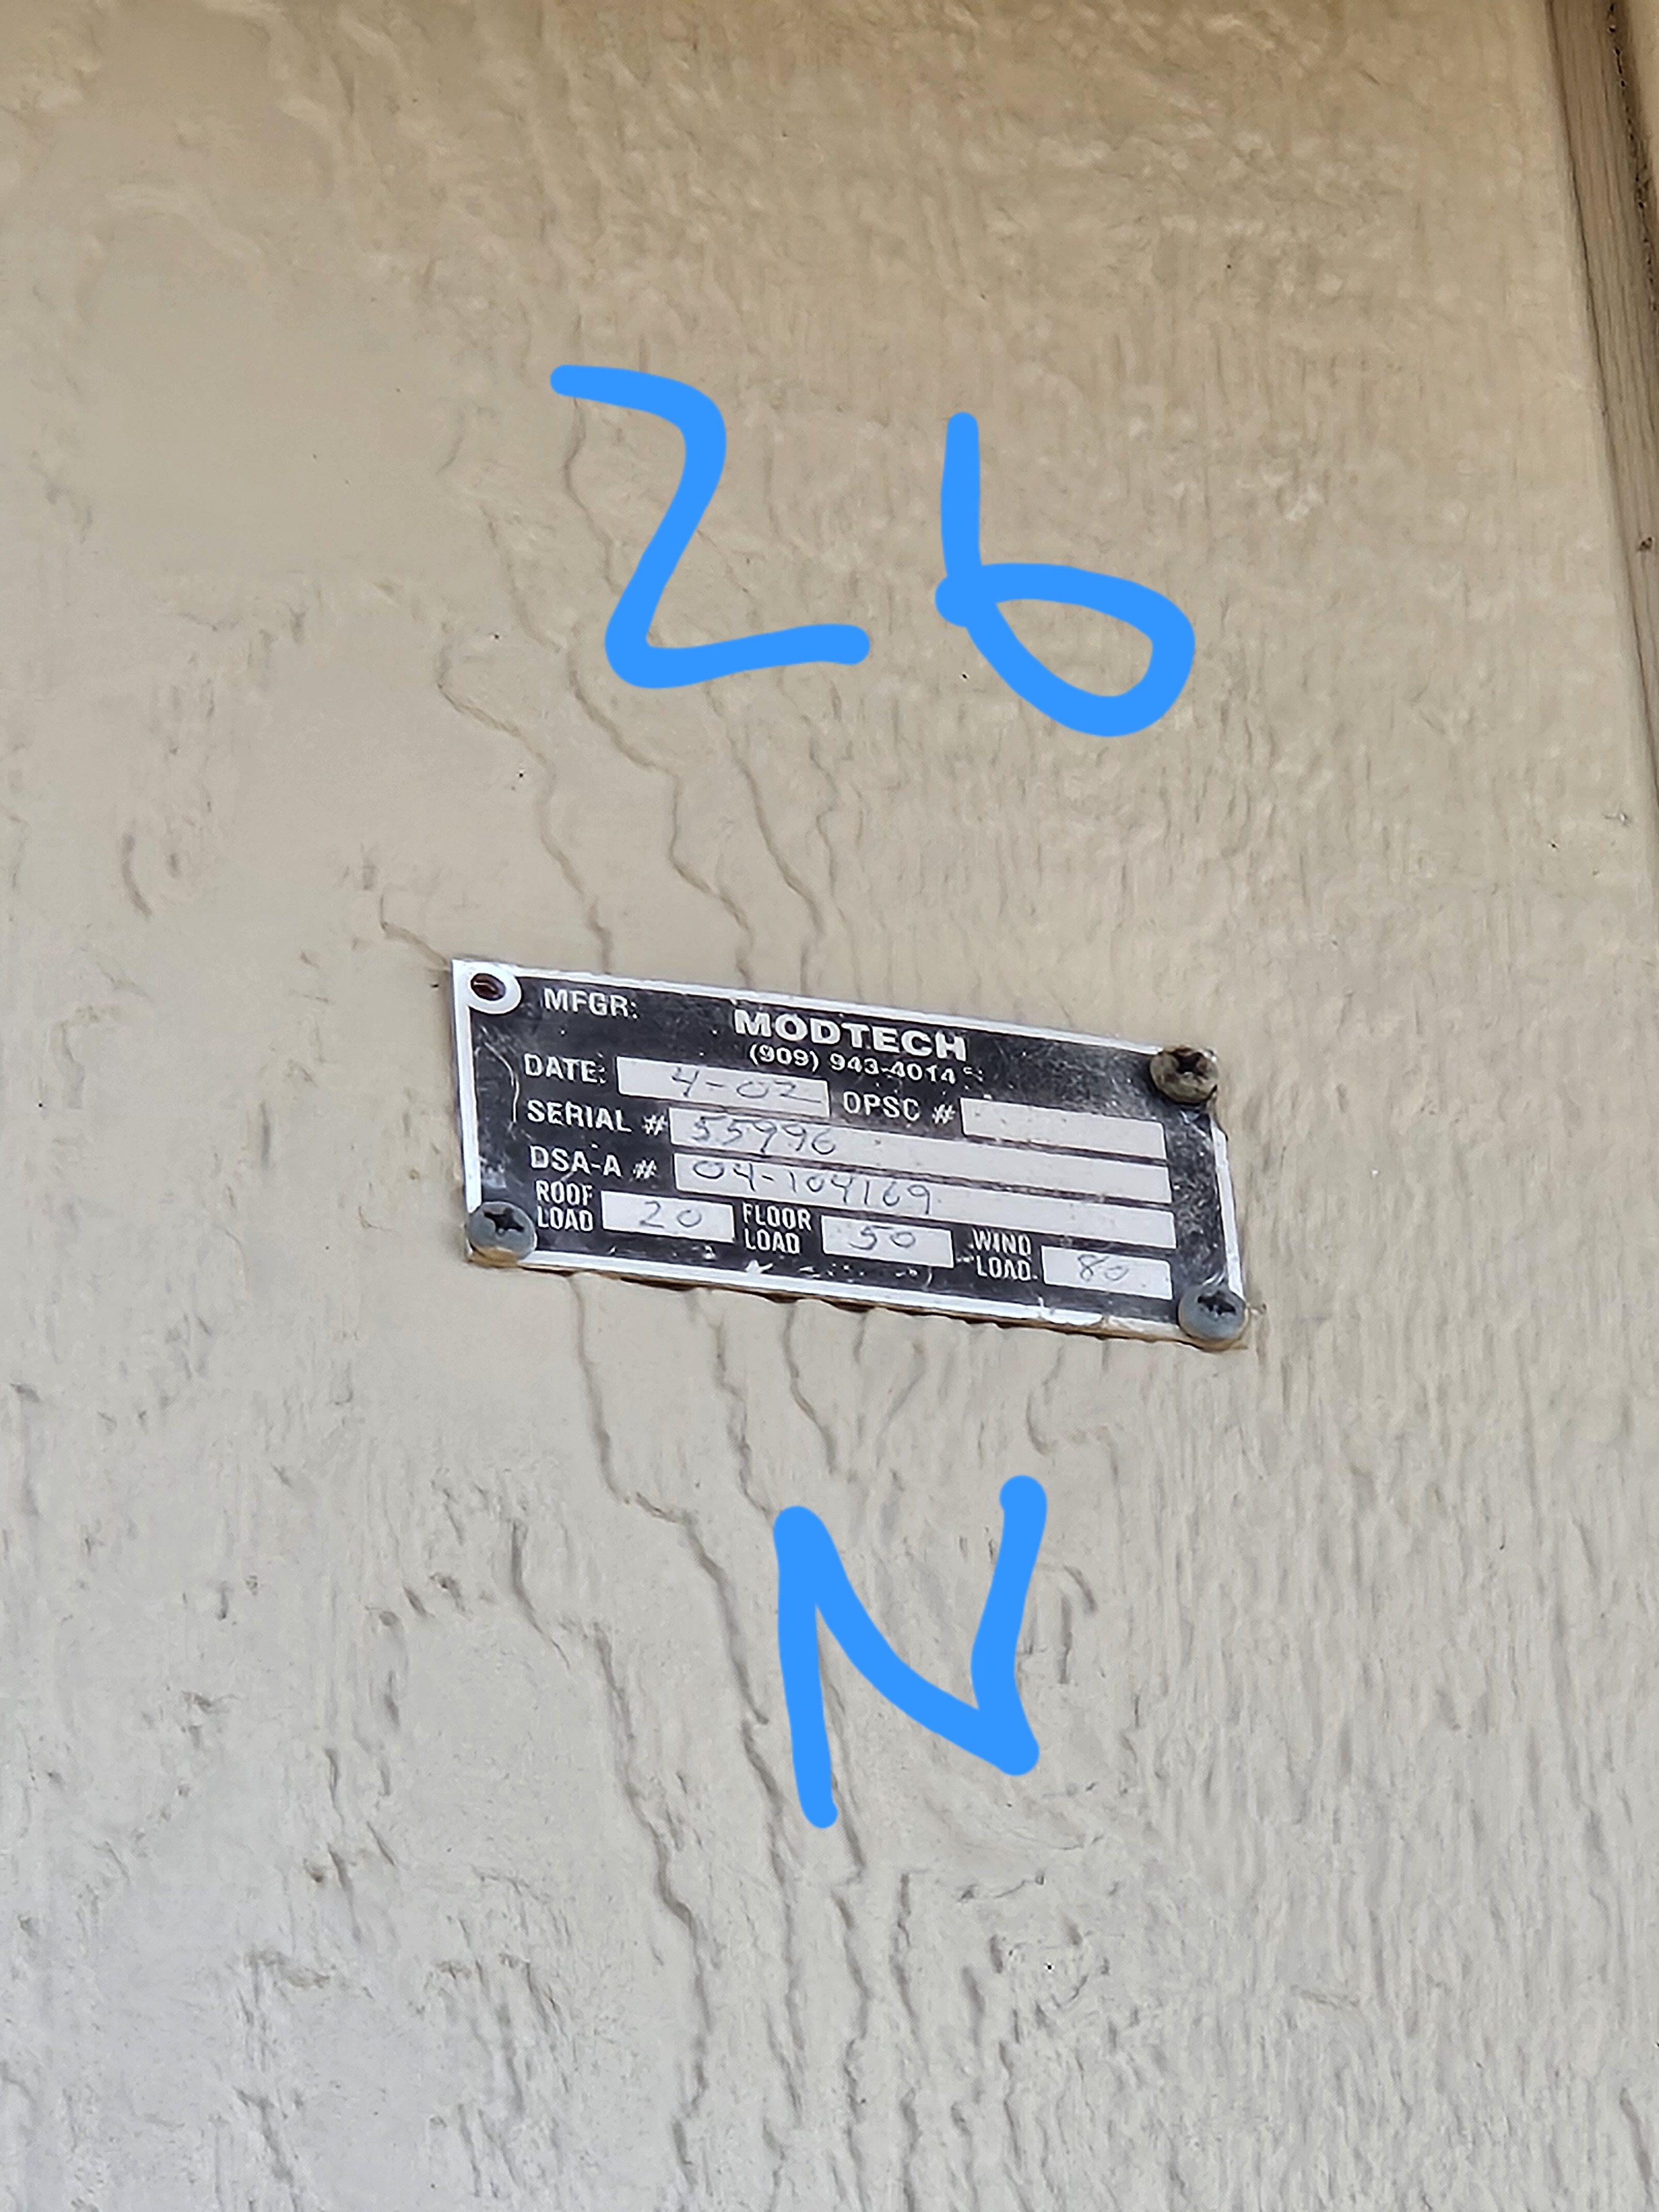 26
MFGR: MODTECH
(909) 943-4014
DATE: 4-02 OPSC #
SERIAL # 55996
DSA-A # 04-104169
ROOF LOAD 20 FLOOR LOAD 50 WIND LOAD 80
N